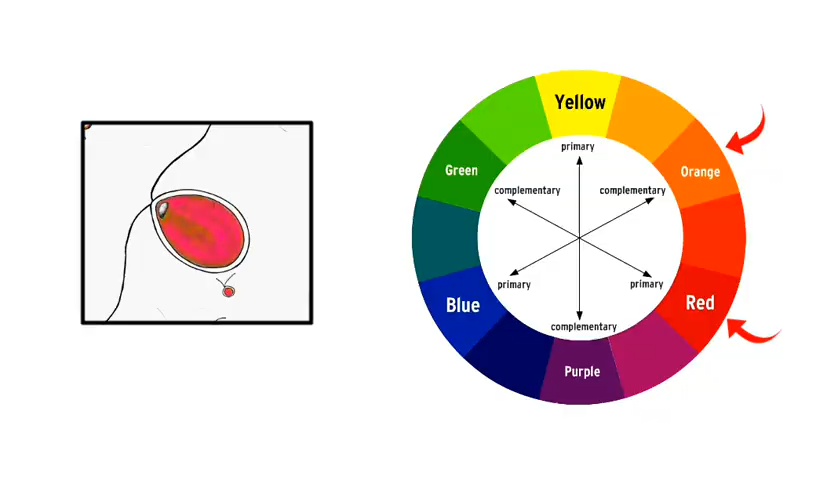 Yellow
primary
Green
Orange
complementary
complementary
primary
primary
Blue
Red
complementary
Purple